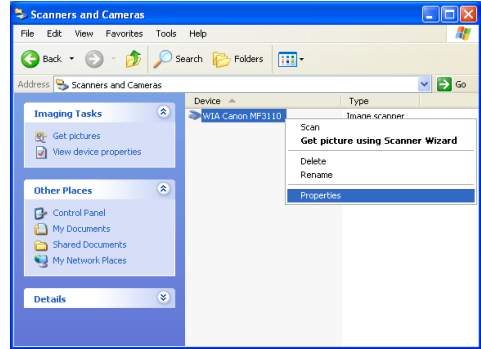 Scanners and Cameras
File Edit View Favorites Tools Help
Back Search Folders
Address Scanners and Cameras Go
Device Type
Imaging Tasks
WIA Canon MF3110 Image scanner
Get pictures
View device properties
Scan
Get picture using Scanner Wizard
Delete
Rename
Properties
Other Places
Control Panel
My Documents
Shared Documents
My Network Places
Details